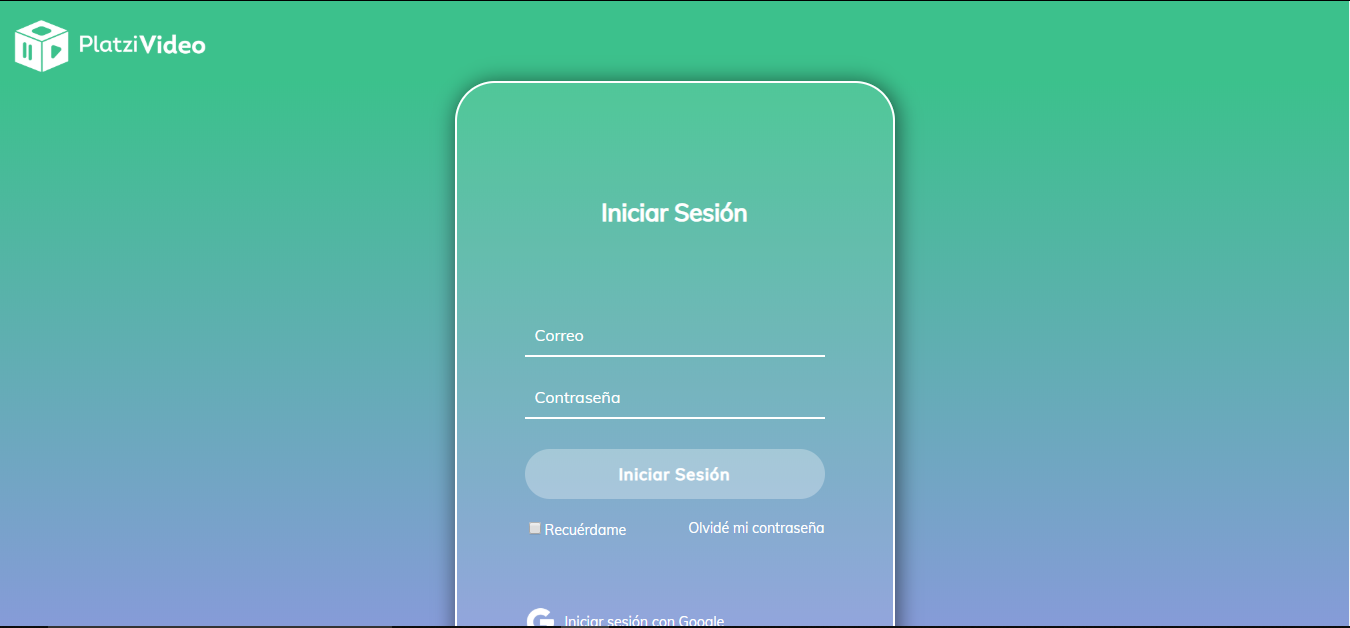 PlatziVideo
Iniciar Sesión
Correo
Contraseña
Iniciar Sesión
Recuérdame Olvidé mi contraseña
Iniciar sesión con Google